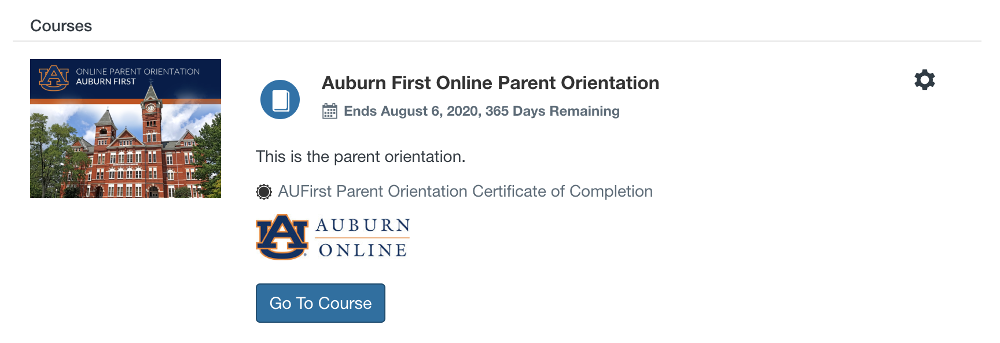 Courses
ONLINE PARENT ORIENTATION
AUBURN FIRST
Auburn First Online Parent Orientation
Ends August 6, 2020, 365 Days Remaining
This is the parent orientation.
AUFirst Parent Orientation Certificate of Completion
AU AUBURN
ONLINE
Go To Course